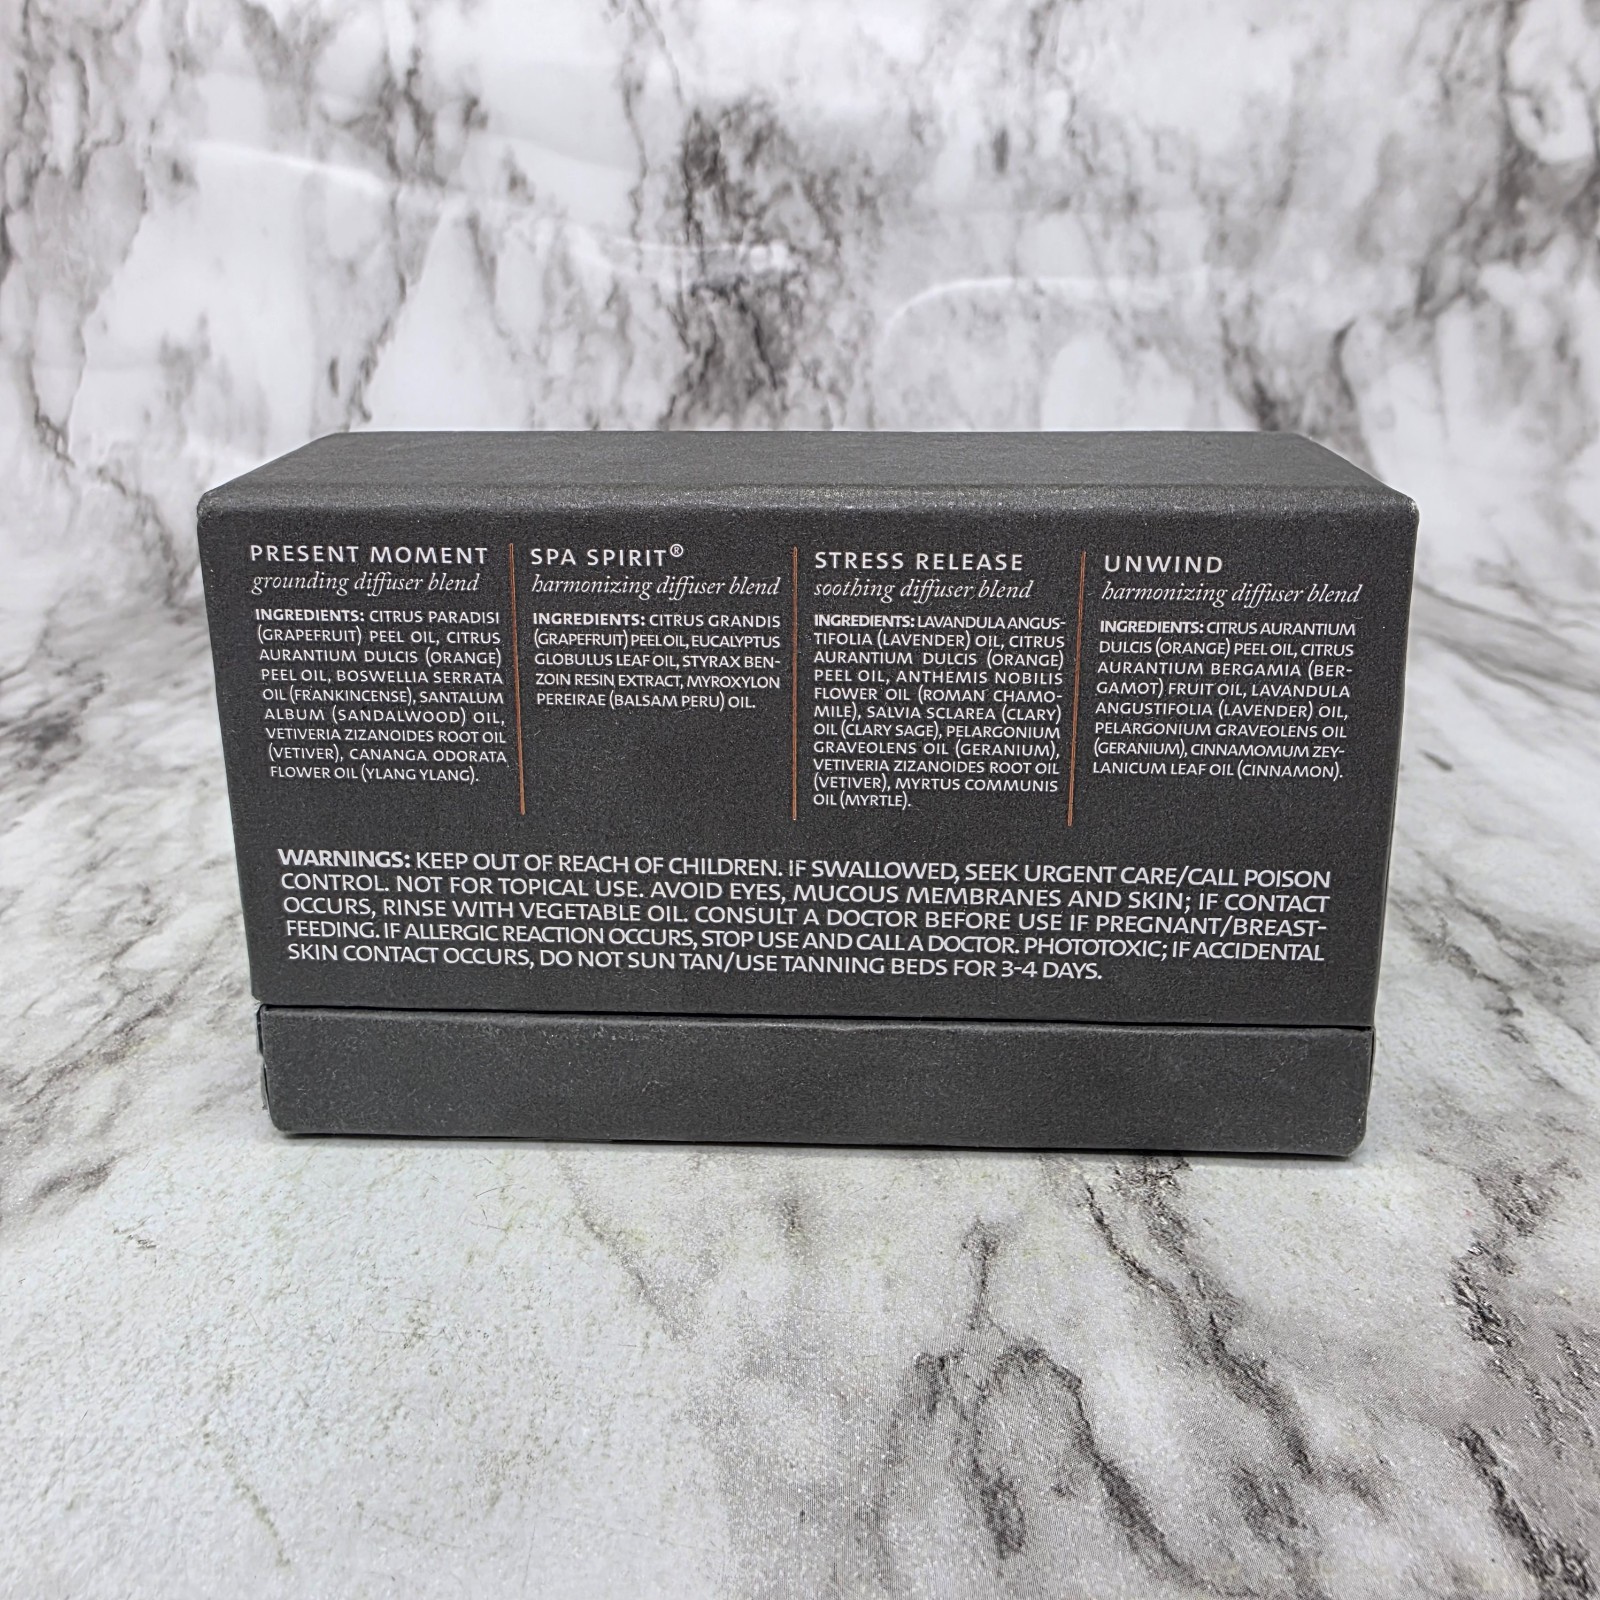 PRESENT MOMENT
grounding diffuser blend
INGREDIENTS: CITRUS PARADISI
(GRAPEFRUIT) PEEL OIL, CITRUS
AURANTIUM DULCIS (ORANGE)
PEEL OIL, BOSWELLIA SERRATA
OIL (FRANKINCENSE), SANTALUM
ALBUM (SANDALWOOD) OIL,
VETIVERIA ZIZANOIDES ROOT OIL
(VETIVER), CANANGA ODORATA
FLOWER OIL (YLANG YLANG).
SPA SPIRIT®
harmonizing diffuser blend
INGREDIENTS: CITRUS GRANDIS
(GRAPEFRUIT) PEEL OIL, EUCALYPTUS
GLOBULUS LEAF OIL, STYRAX BEN-
ZOIN RESIN EXTRACT, MYROXYLON
PEREIRAE (BALSAM PERU) OIL.
STRESS RELEASE
soothing diffuser blend
INGREDIENTS: LAVANDULA ANGUS-
TIFOLIA (LAVENDER) OIL, CITRUS
AURANTIUM DULCIS (ORANGE)
PEEL OIL, ANTHEMIS NOBILIS
FLOWER OIL (ROMAN CHAMO-
MILE), SALVIA SCLAREA (CLARY)
OIL (CLARY SAGE), PELARGONIUM
GRAVEOLENS OIL (GERANIUM),
VETIVERIA ZIZANOIDES ROOT OIL
(VETIVER), MYRTUS COMMUNIS
OIL (MYRTLE).
UNWIND
harmonizing diffuser blend
INGREDIENTS: CITRUS AURANTIUM
DULCIS (ORANGE) PEEL OIL, CITRUS
AURANTIUM BERGAMIA (BER-
GAMOT) FRUIT OIL, LAVANDULA
ANGUSTIFOLIA (LAVENDER) OIL,
PELARGONIUM GRAVEOLENS OIL
(GERANIUM), CINNAMOMUM ZEY-
LANICUM LEAF OIL (CINNAMON).
WARNINGS: KEEP OUT OF REACH OF CHILDREN. IF SWALLOWED, SEEK URGENT CARE/CALL POISON
CONTROL. NOT FOR TOPICAL USE. AVOID EYES, MUCOUS MEMBRANES AND SKIN; IF CONTACT
OCCURS, RINSE WITH VEGETABLE OIL. CONSULT A DOCTOR BEFORE USE IF PREGNANT/BREAST-
FEEDING. IF ALLERGIC REACTION OCCURS, STOP USE AND CALL A DOCTOR. PHOTOTOXIC; IF ACCIDENTAL
SKIN CONTACT OCCURS, DO NOT SUN TAN/USE TANNING BEDS FOR 3-4 DAYS.